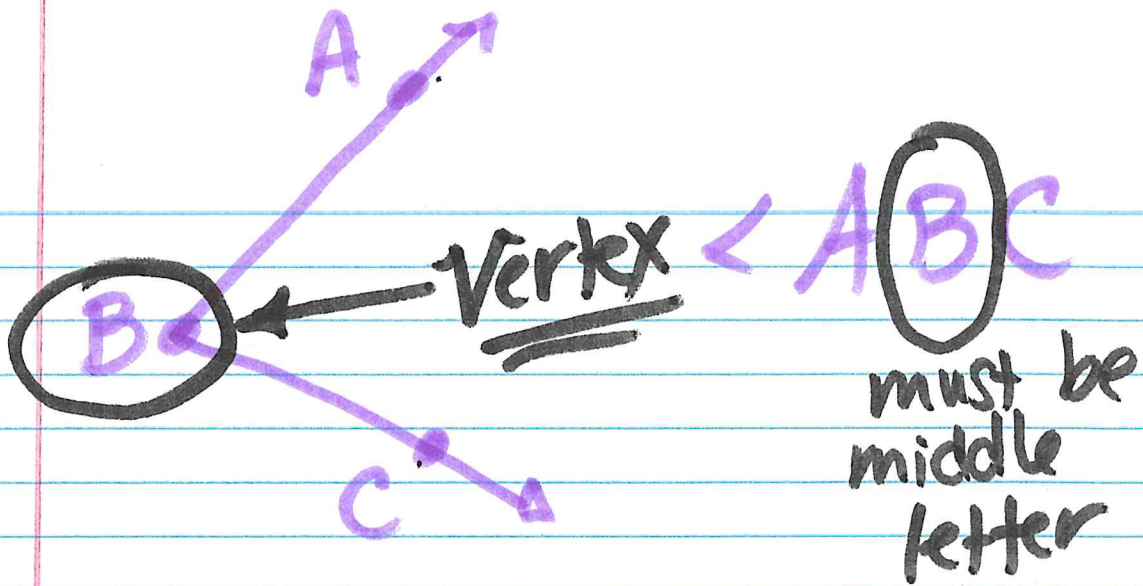 A
B
Vertex < ABC
must be
middle
letter
C